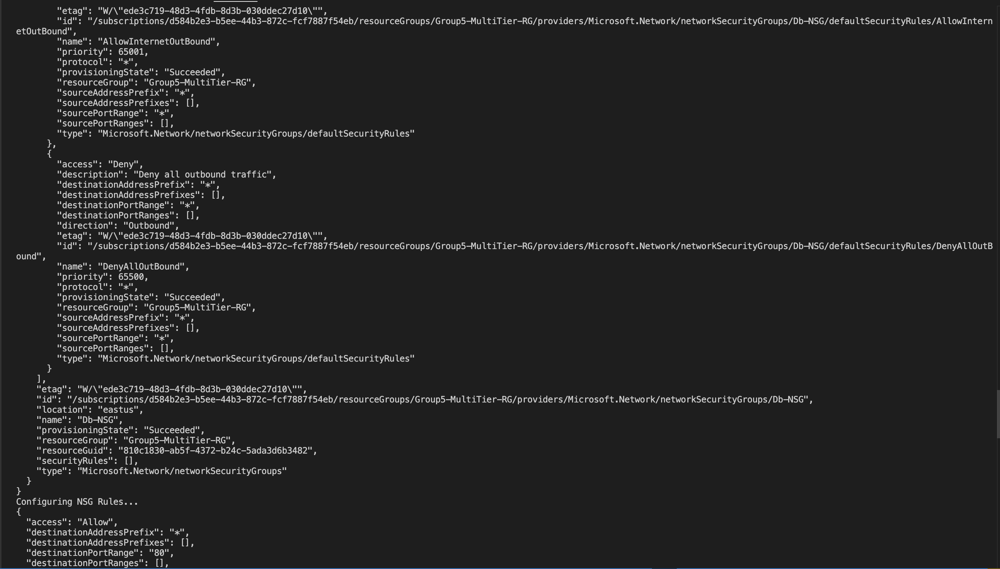 "etag": "W/\"ede3c719-48d3-4fdb-8d3b-030ddec27d10\"",
"id": "/subscriptions/d584b2e3-b5ee-44b3-872c-fcf7887f54eb/resourceGroups/Group5-MultiTier-RG/providers/Microsoft.Network/networkSecurityGroups/Db-NSG/defaultSecurityRules/AllowIntern
etOutBound",
"name": "AllowInternetOutBound",
"priority": 65001,
"protocol": "*",
"provisioningState": "Succeeded",
"resourceGroup": "Group5-MultiTier-RG",
"sourceAddressPrefix": "*",
"sourceAddressPrefixes": [],
"sourcePortRange": "*",
"sourcePortRanges": [],
"type": "Microsoft.Network/networkSecurityGroups/defaultSecurityRules"
},
{
"access": "Deny",
"description": "Deny all outbound traffic",
"destinationAddressPrefix": "*",
"destinationAddressPrefixes": [],
"destinationPortRange": "*",
"destinationPortRanges": [],
"direction": "Outbound",
"etag": "W/\"ede3c719-48d3-4fdb-8d3b-030ddec27d10\"",
"id": "/subscriptions/d584b2e3-b5ee-44b3-872c-fcf7887f54eb/resourceGroups/Group5-MultiTier-RG/providers/Microsoft.Network/networkSecurityGroups/Db-NSG/defaultSecurityRules/DenyAllOutB
ound",
"name": "DenyAllOutBound",
"priority": 65500,
"protocol": "*",
"provisioningState": "Succeeded",
"resourceGroup": "Group5-MultiTier-RG",
"sourceAddressPrefix": "*",
"sourceAddressPrefixes": [],
"sourcePortRange": "*",
"sourcePortRanges": [],
"type": "Microsoft.Network/networkSecurityGroups/defaultSecurityRules"
}
],
"etag": "W/\"ede3c719-48d3-4fdb-8d3b-030ddec27d10\"",
"id": "/subscriptions/d584b2e3-b5ee-44b3-872c-fcf7887f54eb/resourceGroups/Group5-MultiTier-RG/providers/Microsoft.Network/networkSecurityGroups/Db-NSG",
"location": "eastus",
"name": "Db-NSG",
"provisioningState": "Succeeded",
"resourceGroup": "Group5-MultiTier-RG",
"resourceGuid": "810c1830-ab5f-4372-b24c-5ada3d6b3482",
"securityRules": [],
"type": "Microsoft.Network/networkSecurityGroups"
}
}
Configuring NSG Rules...
{
"access": "Allow",
"destinationAddressPrefix": "*",
"destinationAddressPrefixes": [],
"destinationPortRange": "80",
"destinationPortRanges": [],